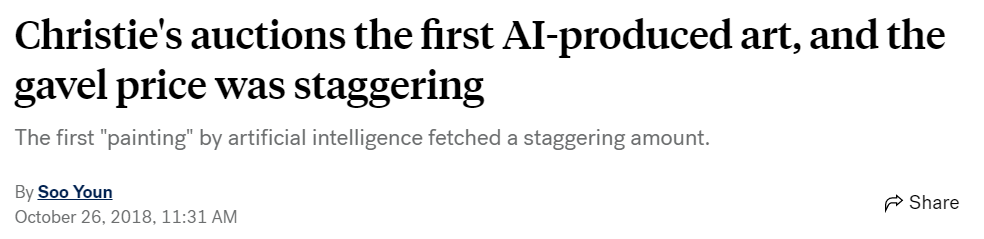 Christie's auctions the first AI-produced art, and the
gavel price was staggering
The first "painting" by artificial intelligence fetched a staggering amount.
By Soo Youn
October 26, 2018, 11:31 AM
Share